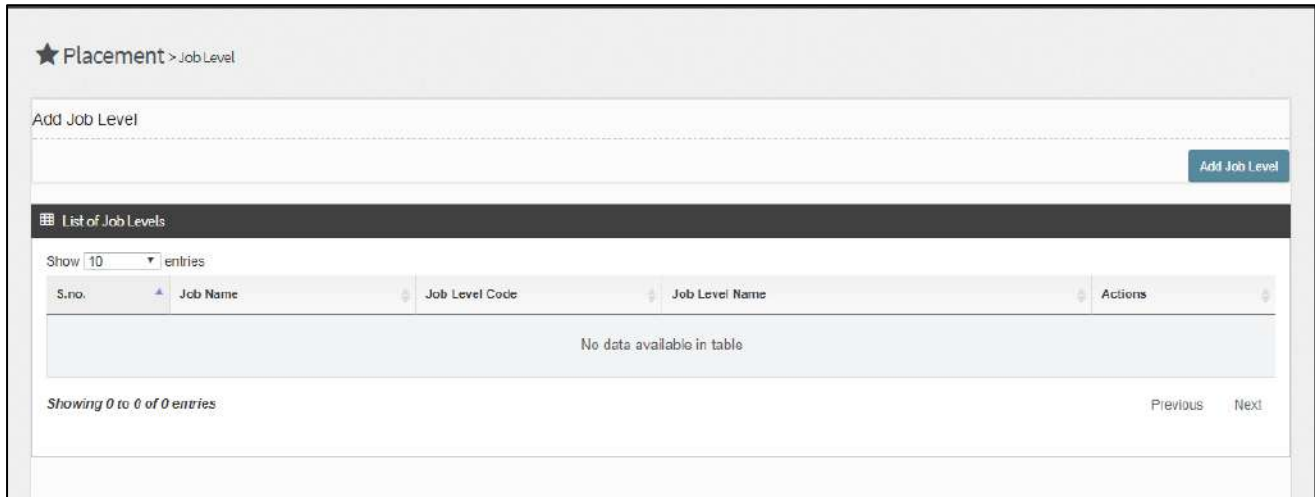 Placement > Job Level
Add Job Level
Add Job Level
List of Job Levels
Show 10 entries
S.no. Job Name Job Level Code Job Level Name Actions
No data available in table
Showing 0 to 0 of 0 entries Previous Next